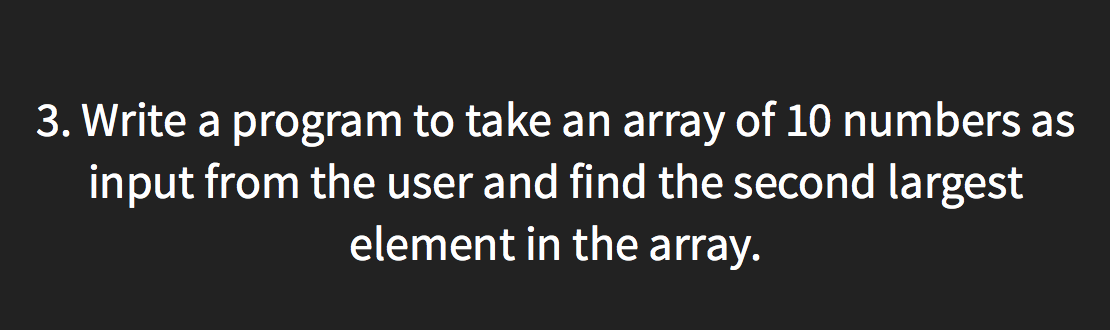 3. Write a program to take an array of 10 numbers as
input from the user and find the second largest
element in the array.